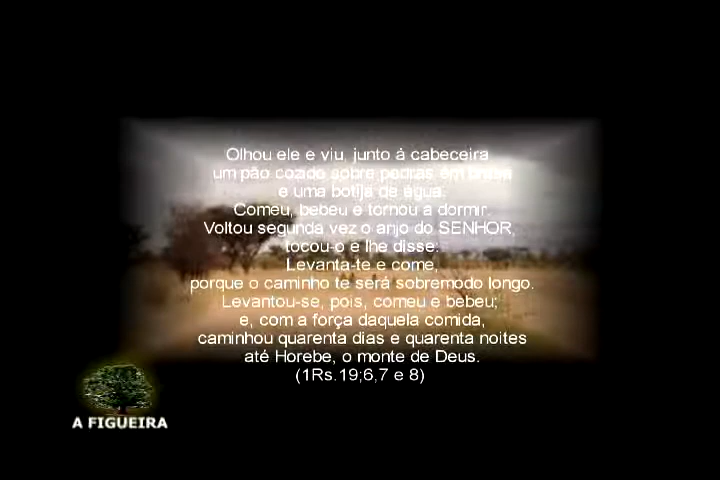 Olhou ele e viu, junto à cabeceira
um pão cozido sobre pedras em brasa
e uma botija de água.
Comeu, bebeu e tornou a dormir.
Voltou segunda vez o anjo do SENHOR,
tocou-o e lhe disse:
Levanta-te e come,
porque o caminho te será sobremodo longo.
Levantou-se, pois, comeu e bebeu;
e, com a força daquela comida,
caminhou quarenta dias e quarenta noites
até Horebe, o monte de Deus.
(1Rs.19;6,7 e 8)
A FIGUEIRA